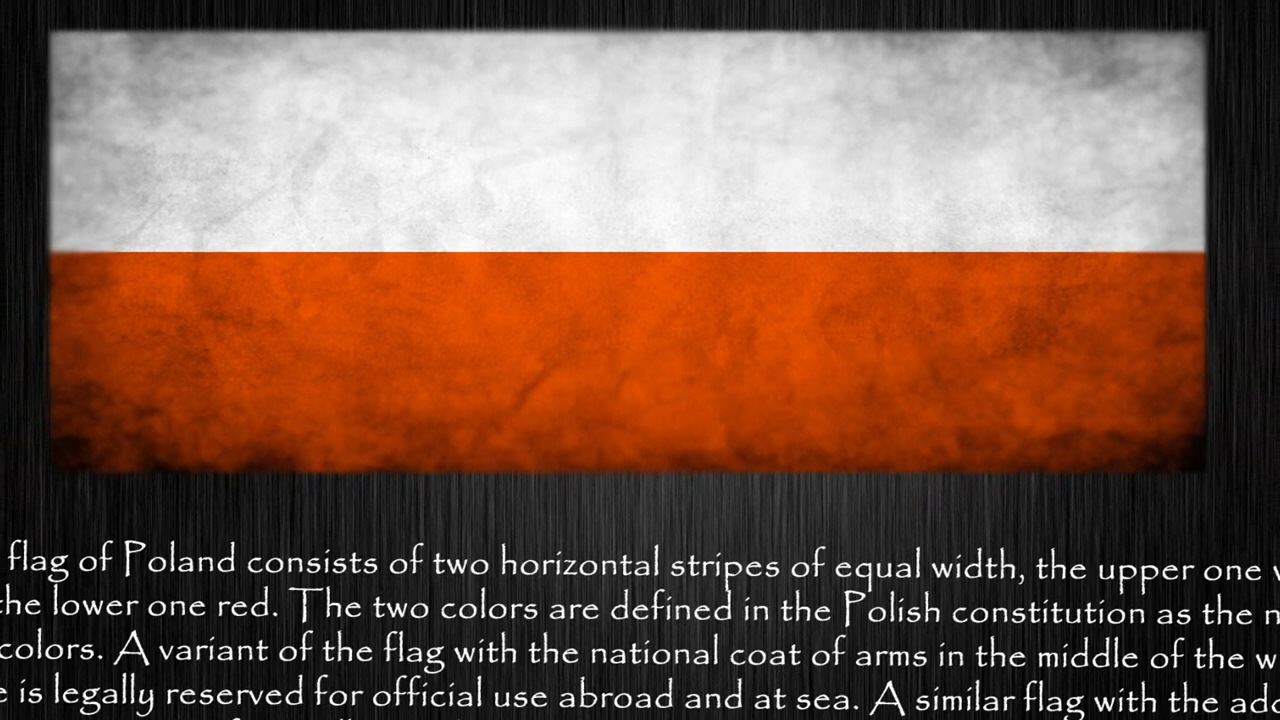 flag of Poland consists of two horizontal stripes of equal width, the upper one
the lower one red. The two colors are defined in the Polish constitution as the
colors. A variant of the flag with the national coat of arms in the middle of the
is legally reserved for official use abroad and at sea. A similar flag with the